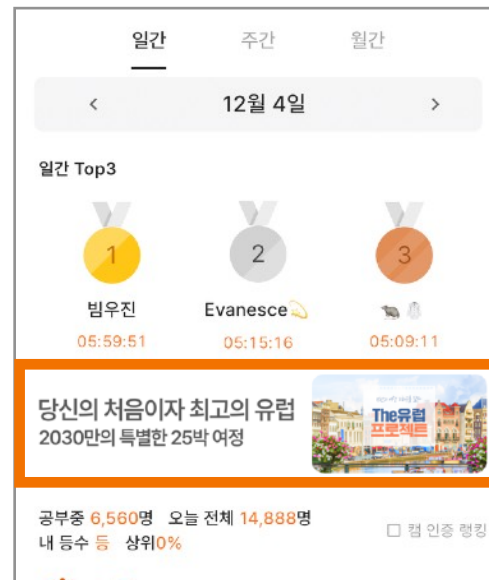 일간 주간 월간
< 12월 4일 >
일간 Top3
1 2 3
빔우진 Evanesce💫 🦡🥼
05:59:51 05:15:16 05:09:11
당신의 처음이자 최고의 유럽
2030만의 특별한 25박 여정
The유럽
프로젝트
공부중 6,560명 오늘 전체 14,888명
내 등수 등 상위0%
캠 인증 랭킹